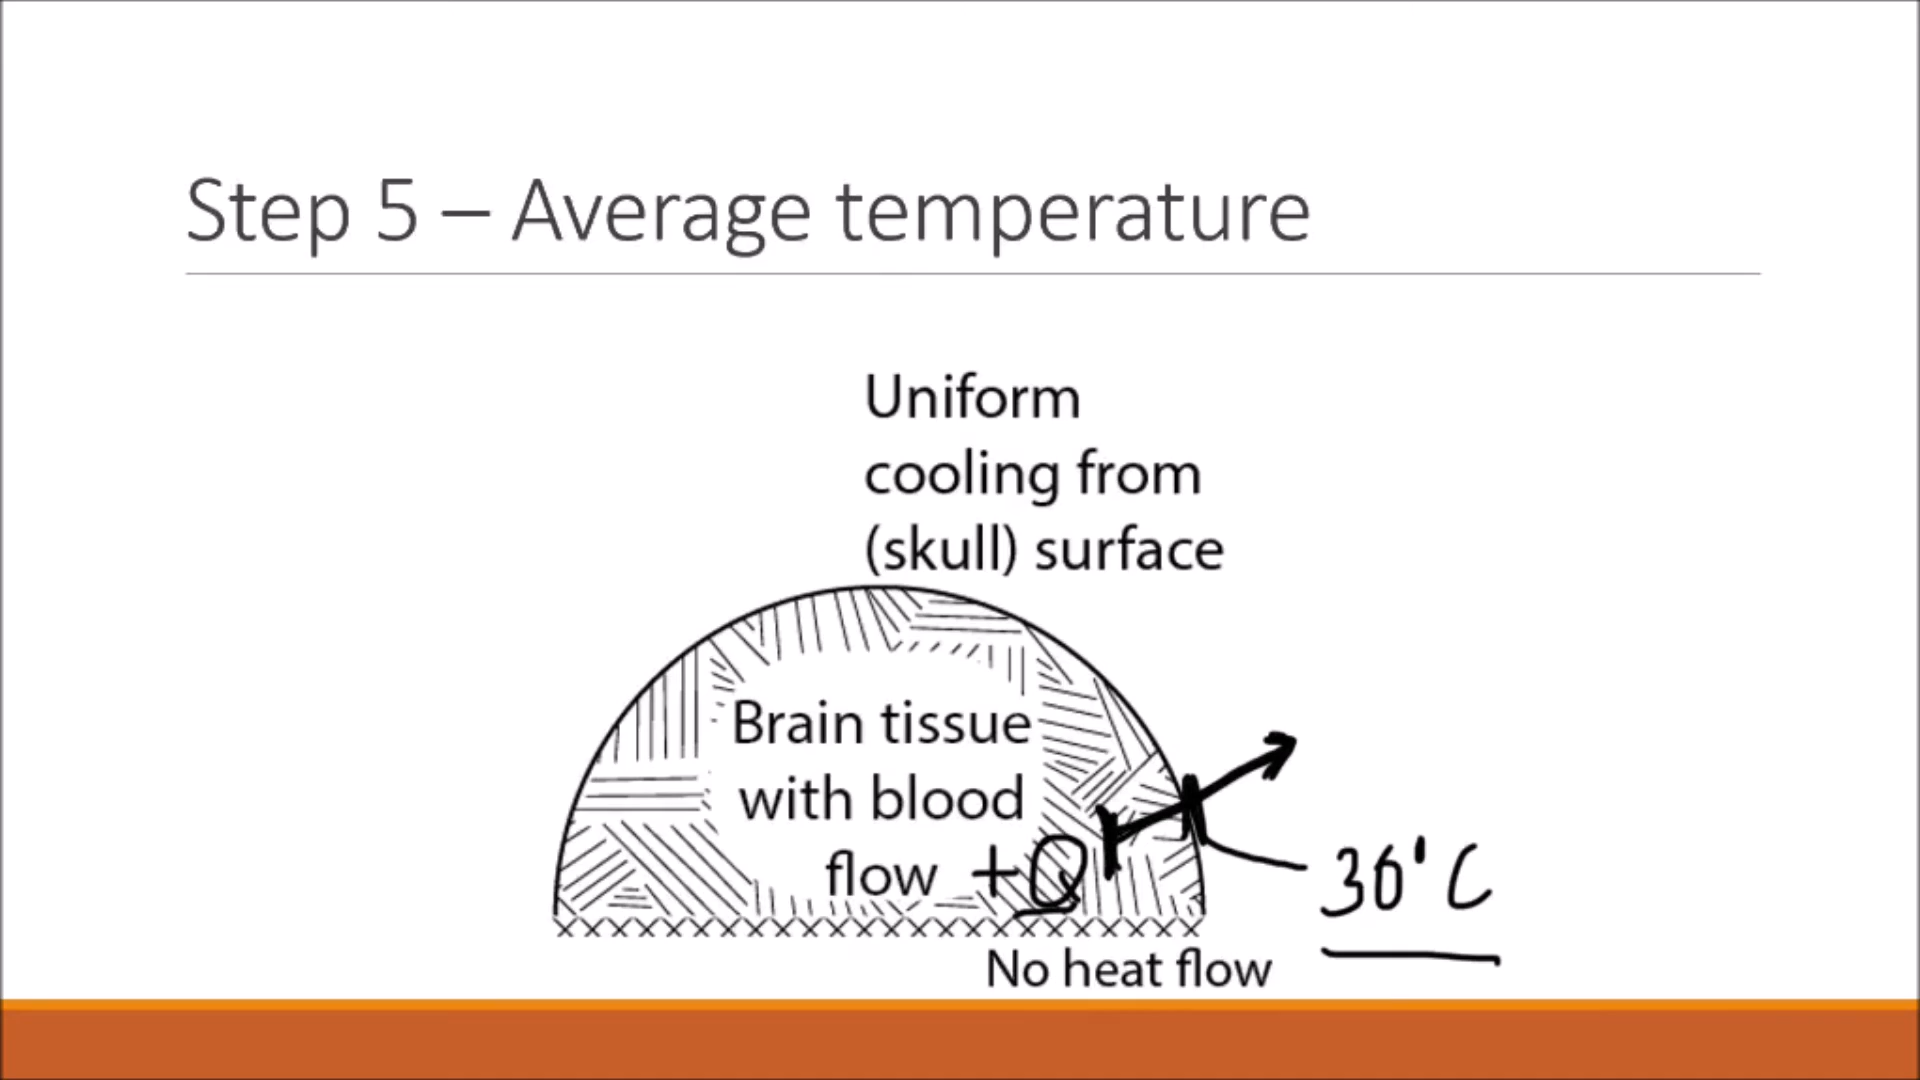 Step 5 – Average temperature
Uniform
cooling from
(skull) surface
Brain tissue
with blood
flow +Q
30°C
No heat flow